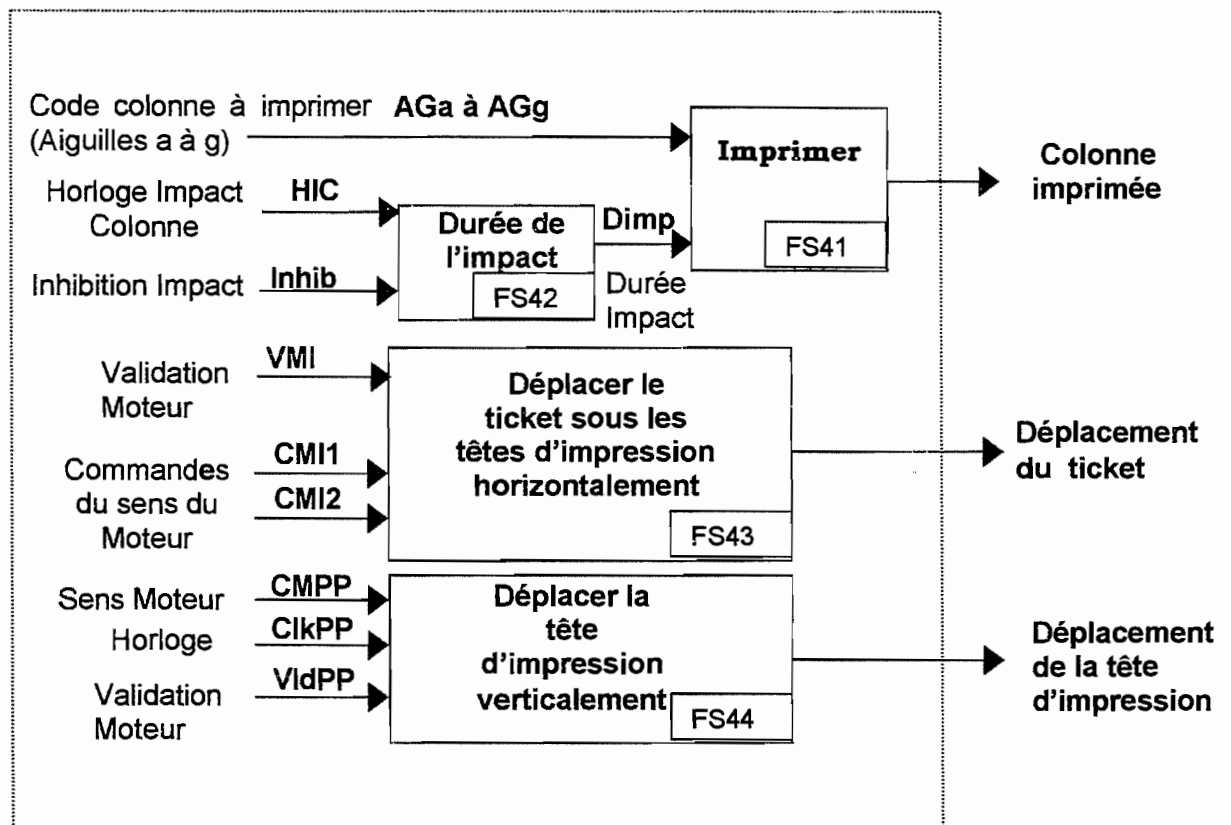 Code colonne à imprimer AGa à AGg
(Aiguilles a à g)
Imprimer
FS41
Colonne
imprimée
Horloge Impact
Colonne
HIC
Inhibition Impact
Inhib
Durée de
l'impact
FS42
Dimp
Durée
Impact
Validation
Moteur
VMI
Commandes
du sens du
Moteur
CMI1
CMI2
Déplacer le
ticket sous les
têtes d'impression
horizontalement
FS43
Déplacement
du ticket
Sens Moteur
CMPP
Horloge
ClkPP
Validation
Moteur
VldPP
Déplacer la
tête
d'impression
verticalement
FS44
Déplacement
de la tête
d'impression